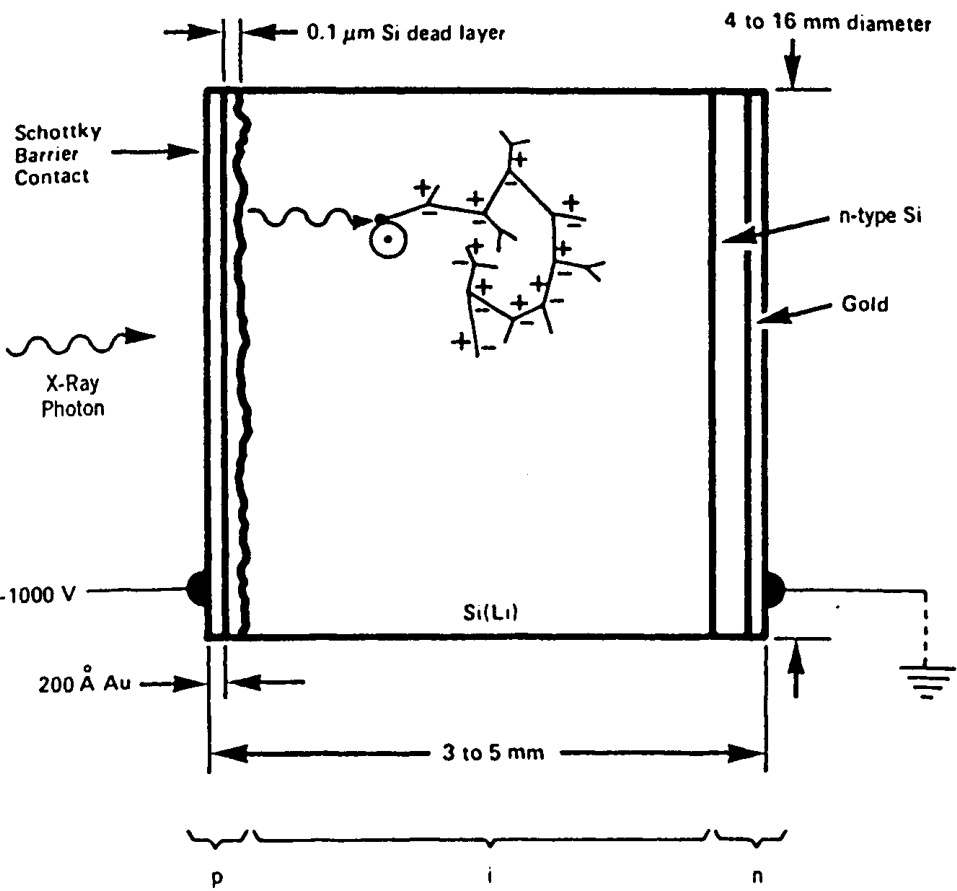 0.1 μm Si dead layer
4 to 16 mm diameter
Schottky
Barrier
Contact
n-type Si
Gold
X-Ray
Photon
-1000 V
Si(Li)
200 Å Au
3 to 5 mm
p
i
n